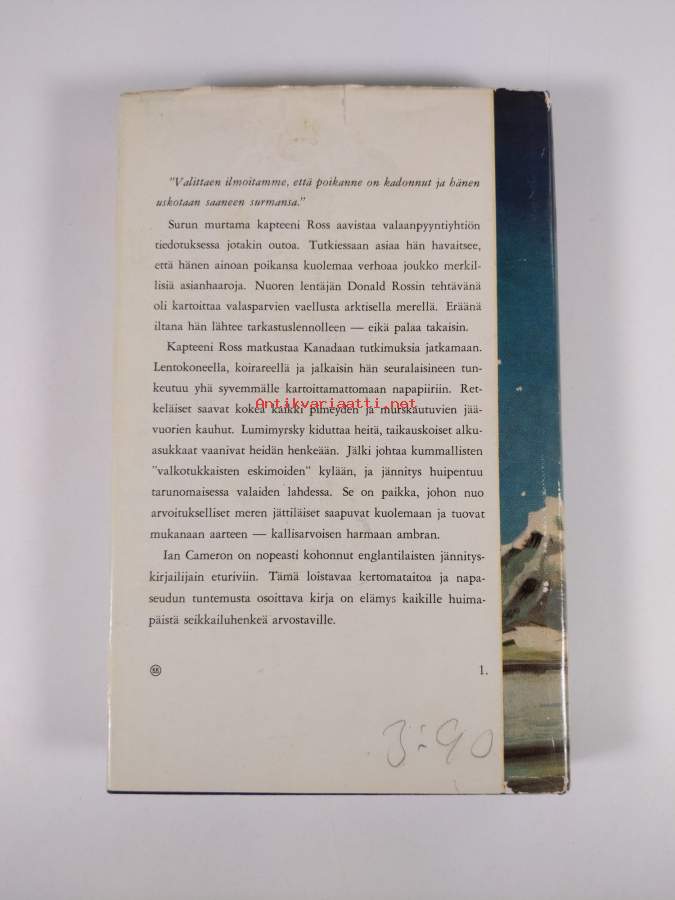 "Valittaen ilmoitamme, että poikanne on kadonnut ja hänen
uskotaan saaneen surmansa."
Surun murtama kapteeni Ross aavistaa valaanpyyntiyhtiön
tiedotuksessa jotakin outoa. Tutkiessaan asiaa hän havaitsee,
että hänen ainoan poikansa kuolemaa verhoaa joukko merkil-
lisiä asianhaaroja. Nuoren lentäjän Donald Rossin tehtävänä
oli kartoittaa valasparvien vaellusta arktisella merellä. Eräänä
iltana hän lähtee tarkastuslennolleen — eikä palaa takaisin.
Kapteeni Ross matkustaa Kanadaan tutkimuksia jatkamaan.
Lentokoneella, koirareellä ja jalkaisin hän seuralaisineen tun-
keutuu yhä syvemmälle kartoittamattomaan napapiiriin. Ret-
keläiset saavat kokea kaikki pimeyden ja murskautuvien jää-
Antikvariaatti.net
vuorien kauhut. Lumimyrsky kiduttaa heitä, taikauskoiset alku-
asukkaat vaanivat heidän henkeään. Jälki johtaa kummallisten
"valkotukkaisten eskimoiden" kylään, ja jännitys huipentuu
tarunomaisessa valaiden lahdessa. Se on paikka, johon nuo
arvoitukselliset meren jättiläiset saapuvat kuolemaan ja tuovat
mukanaan aarteen — kallisarvoisen harmaan ambran.
Ian Cameron on nopeasti kohonnut englantilaisten jännitys-
kirjailijain eturiviin. Tämä loistavaa kertomataitoa ja napa-
seudun tuntemusta osoittava kirja on elämys kaikille huima-
päistä seikkailuhenkeä arvostaville.
1.
3:90